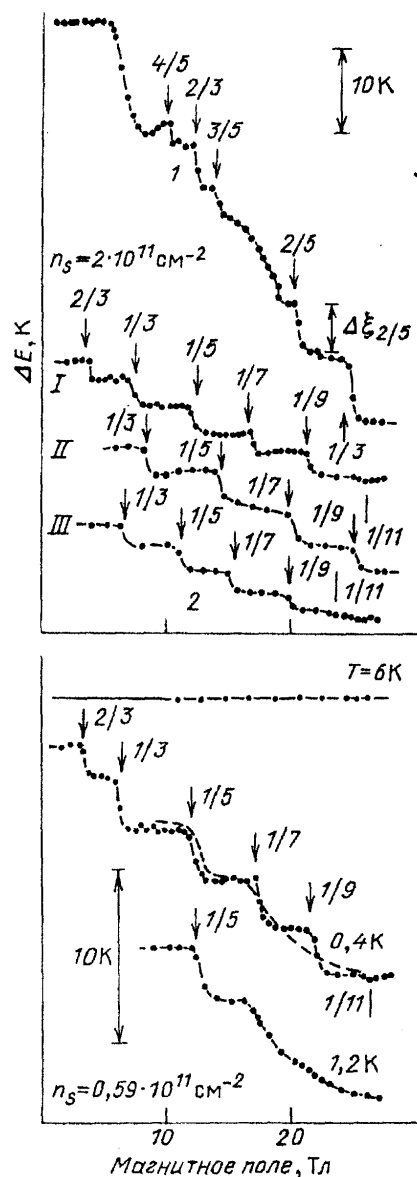 4/5
2/3
3/5
10K
1
n_s=2·10^11 см^-2
2/5
Δξ_2/5
ΔE, K
2/3
1/3
1/5
1/7
1/9
1/3
I
1/3
1/5
1/7
1/9
1/11
II
1/3
1/5
1/7
1/9
1/11
III
2
10
20
T=6K
2/3
1/3
1/5
1/7
1/9
0,4K
1/11
1/5
10K
1,2K
n_s=0,59·10^11 см^-2
10
20
Магнитное поле, Тл